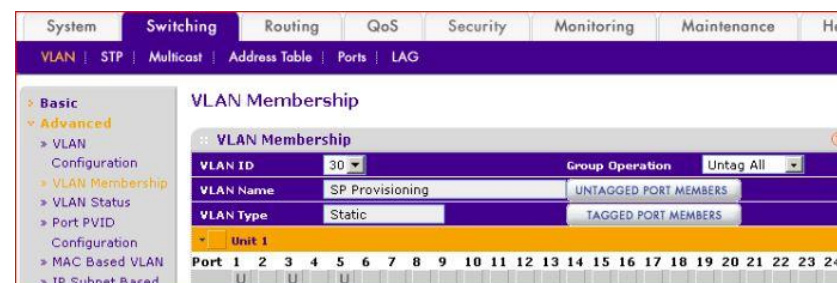 System Switching Routing QoS Security Monitoring Maintenance
VLAN | STP | Multicast | Address Table | Ports | LAG
Basic
Advanced
VLAN
Configuration
VLAN Membership
VLAN Status
Port PVID
Configuration
MAC Based VLAN
IP Subnet Based
VLAN Membership
VLAN Membership
VLAN ID 30 Group Operation Untag All
VLAN Name SP Provisioning UNTAGGED PORT MEMBERS
VLAN Type Static TAGGED PORT MEMBERS
Unit 1
Port 1 2 3 4 5 6 7 8 9 10 11 12 13 14 15 16 17 18 19 20 21 22 23 24
U U U